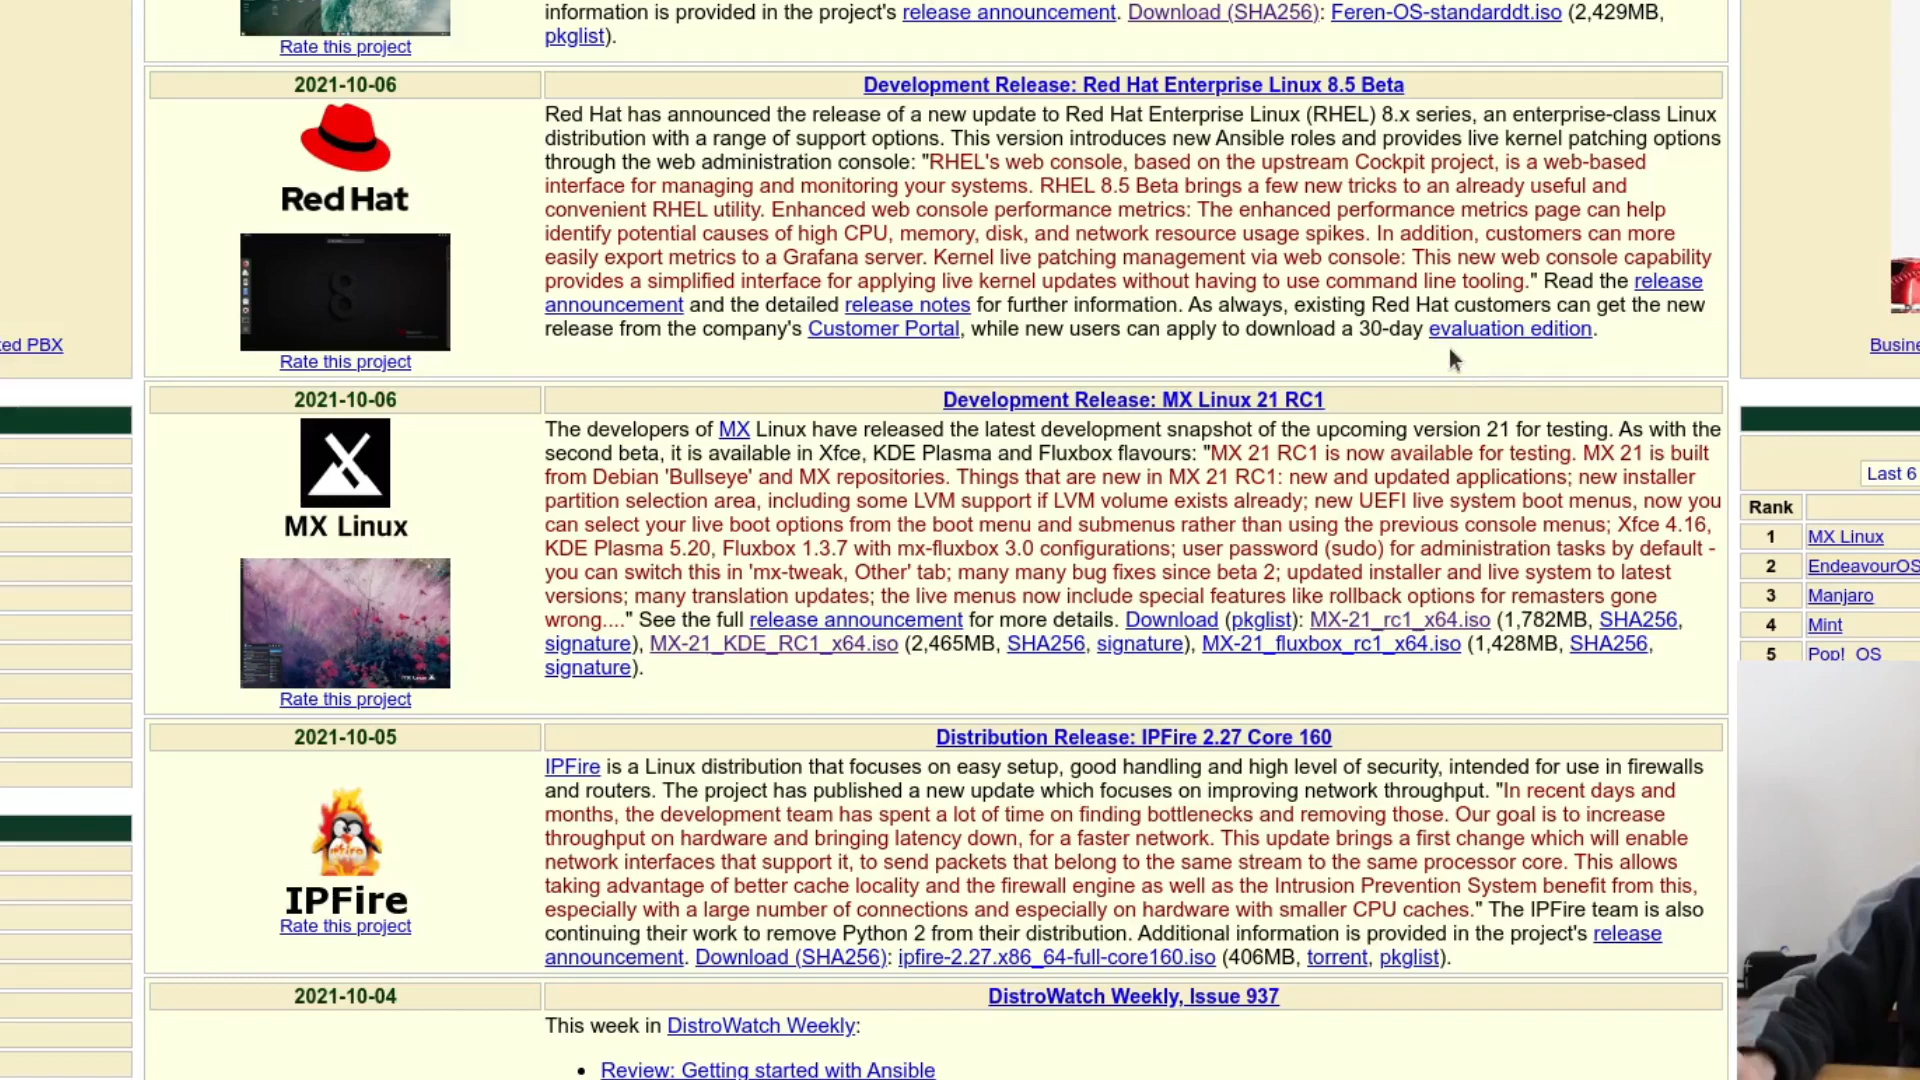 information is provided in the project's release announcement. Download (SHA256): Feren-OS-standarddt.iso (2,429MB,
pkglist).
Rate this project
2021-10-06
Development Release: Red Hat Enterprise Linux 8.5 Beta
Red Hat
Red Hat has announced the release of a new update to Red Hat Enterprise Linux (RHEL) 8.x series, an enterprise-class Linux
distribution with a range of support options. This version introduces new Ansible roles and provides live kernel patching options
through the web administration console: "RHEL's web console, based on the upstream Cockpit project, is a web-based
interface for managing and monitoring your systems. RHEL 8.5 Beta brings a few new tricks to an already useful and
convenient RHEL utility. Enhanced web console performance metrics: The enhanced performance metrics page can help
identify potential causes of high CPU, memory, disk, and network resource usage spikes. In addition, customers can more
easily export metrics to a Grafana server. Kernel live patching management via web console: This new web console capability
provides a simplified interface for applying live kernel updates without having to use command line tooling." Read the release
announcement and the detailed release notes for further information. As always, existing Red Hat customers can get the new
release from the company's Customer Portal, while new users can apply to download a 30-day evaluation edition.
Rate this project
2021-10-06
Development Release: MX Linux 21 RC1
MX Linux
The developers of MX Linux have released the latest development snapshot of the upcoming version 21 for testing. As with the
second beta, it is available in Xfce, KDE Plasma and Fluxbox flavours: "MX 21 RC1 is now available for testing. MX 21 is built
from Debian 'Bullseye' and MX repositories. Things that are new in MX 21 RC1: new and updated applications; new installer
partition selection area, including some LVM support if LVM volume exists already; new UEFI live system boot menus, now you
can select your live boot options from the boot menu and submenus rather than using the previous console menus; Xfce 4.16,
KDE Plasma 5.20, Fluxbox 1.3.7 with mx-fluxbox 3.0 configurations; user password (sudo) for administration tasks by default -
you can switch this in 'mx-tweak, Other' tab; many many bug fixes since beta 2; updated installer and live system to latest
versions; many translation updates; the live menus now include special features like rollback options for remasters gone
wrong...." See the full release announcement for more details. Download (pkglist): MX-21_rc1_x64.iso (1,782MB, SHA256,
signature), MX-21_KDE_RC1_x64.iso (2,465MB, SHA256, signature), MX-21_fluxbox_rc1_x64.iso (1,428MB, SHA256,
signature).
Rate this project
2021-10-05
Distribution Release: IPFire 2.27 Core 160
IPFire
Rate this project
IPFire is a Linux distribution that focuses on easy setup, good handling and high level of security, intended for use in firewalls
and routers. The project has published a new update which focuses on improving network throughput. "In recent days and
months, the development team has spent a lot of time on finding bottlenecks and removing those. Our goal is to increase
throughput on hardware and bringing latency down, for a faster network. This update brings a first change which will enable
network interfaces that support it, to send packets that belong to the same stream to the same processor core. This allows
taking advantage of better cache locality and the firewall engine as well as the Intrusion Prevention System benefit from this,
especially with a large number of connections and especially on hardware with smaller CPU caches." The IPFire team is also
continuing their work to remove Python 2 from their distribution. Additional information is provided in the project's release
announcement. Download (SHA256): ipfire-2.27.x86_64-full-core160.iso (406MB, torrent, pkglist).
2021-10-04
DistroWatch Weekly, Issue 937
This week in DistroWatch Weekly:
• Review: Getting started with Ansible
ted PBX
Busine
Last 6
Rank
1 MX Linux
2 EndeavourOS
3 Manjaro
4 Mint
5 Pop!_OS